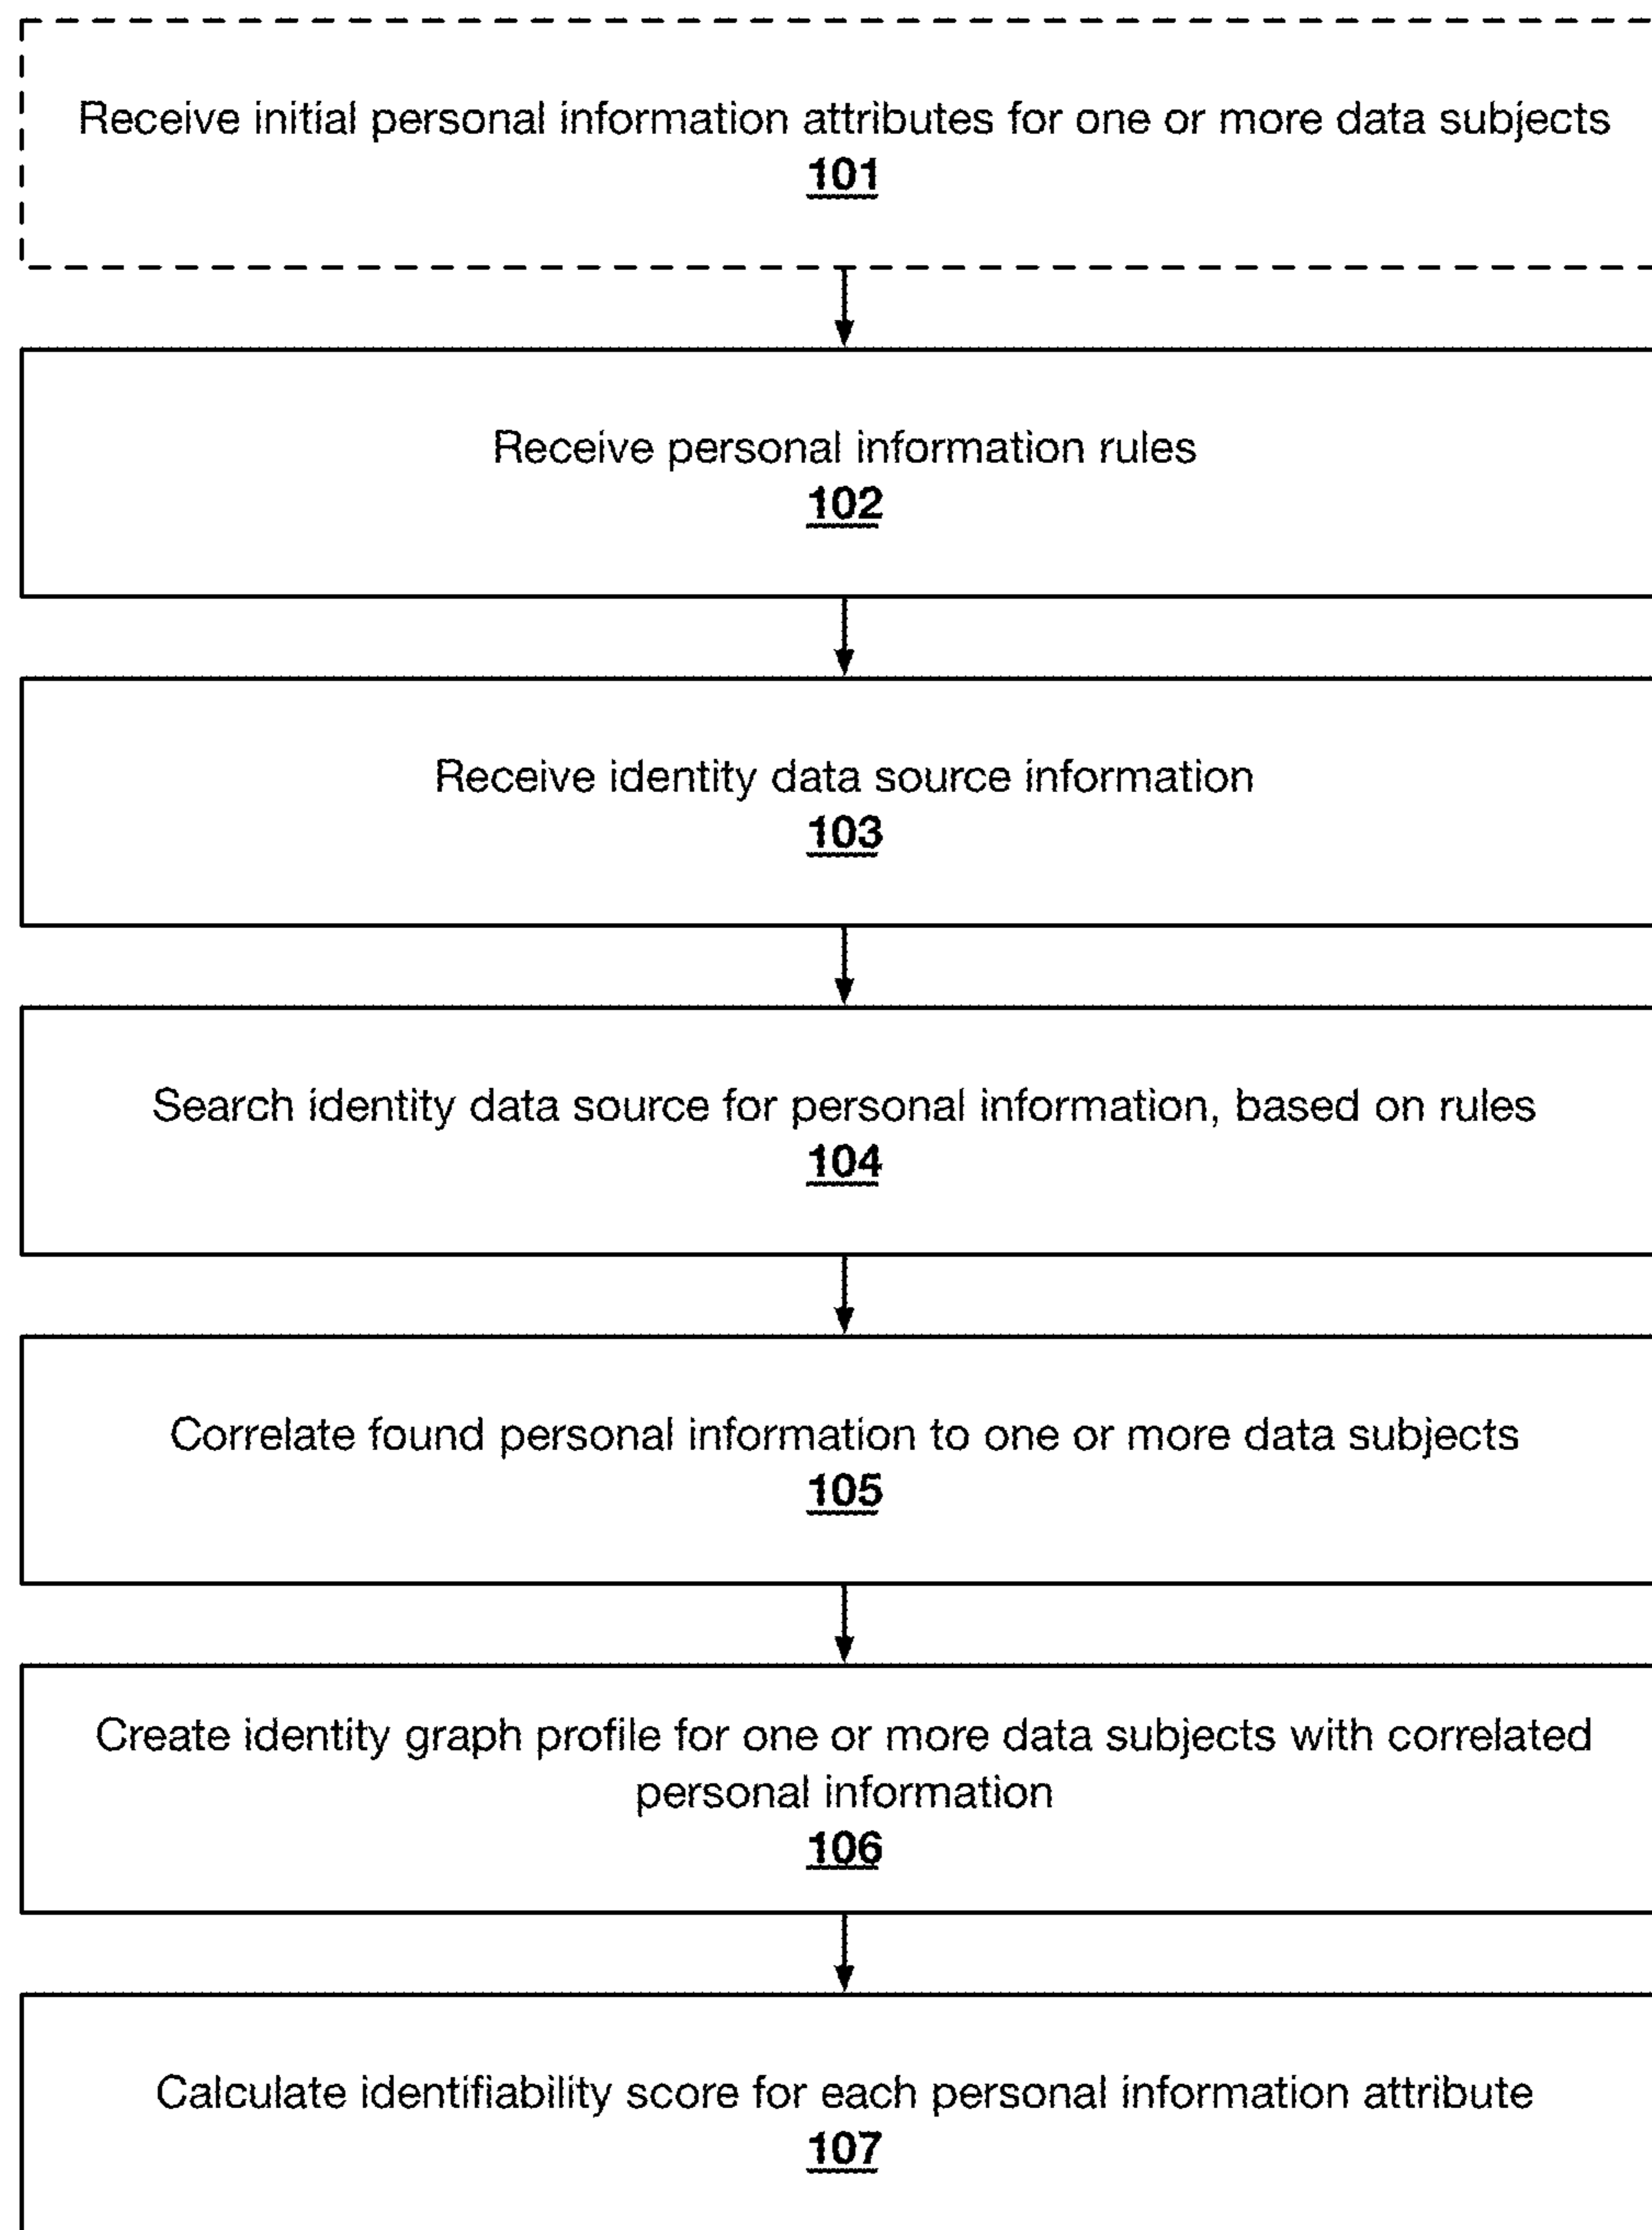 Receive initial personal information attributes for one or more data subjects
101
Receive personal information rules
102
Receive identity data source information
103
Search identity data source for personal information, based on rules
104
Correlate found personal information to one or more data subjects
105
Create identity graph profile for one or more data subjects with correlated
personal information
106
Calculate identifiability score for each personal information attribute
107